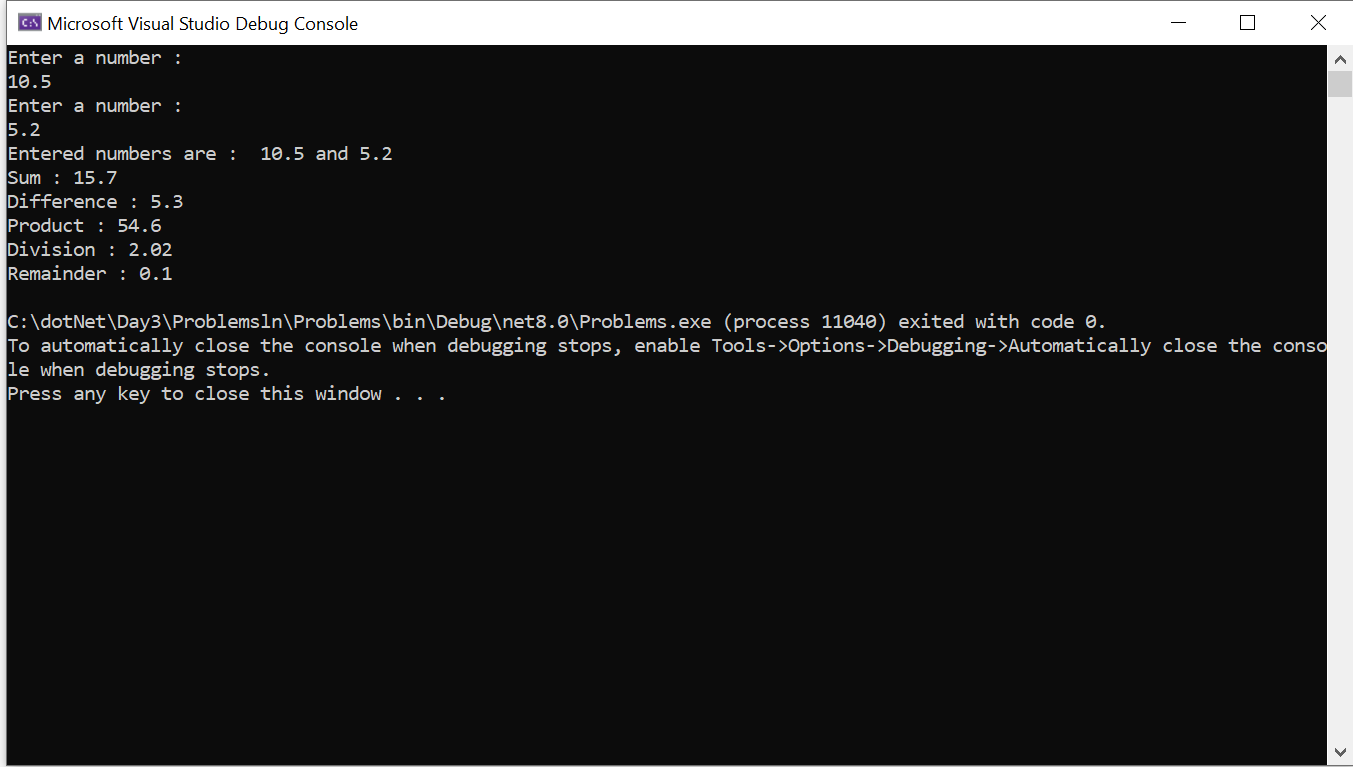 Microsoft Visual Studio Debug Console
Enter a number :
10.5
Enter a number :
5.2
Entered numbers are :  10.5 and 5.2
Sum : 15.7
Difference : 5.3
Product : 54.6
Division : 2.02
Remainder : 0.1
C:\dotNet\Day3\Problemsln\Problems\bin\Debug\net8.0\Problems.exe (process 11040) exited with code 0.
To automatically close the console when debugging stops, enable Tools->Options->Debugging->Automatically close the conso
le when debugging stops.
Press any key to close this window . . .